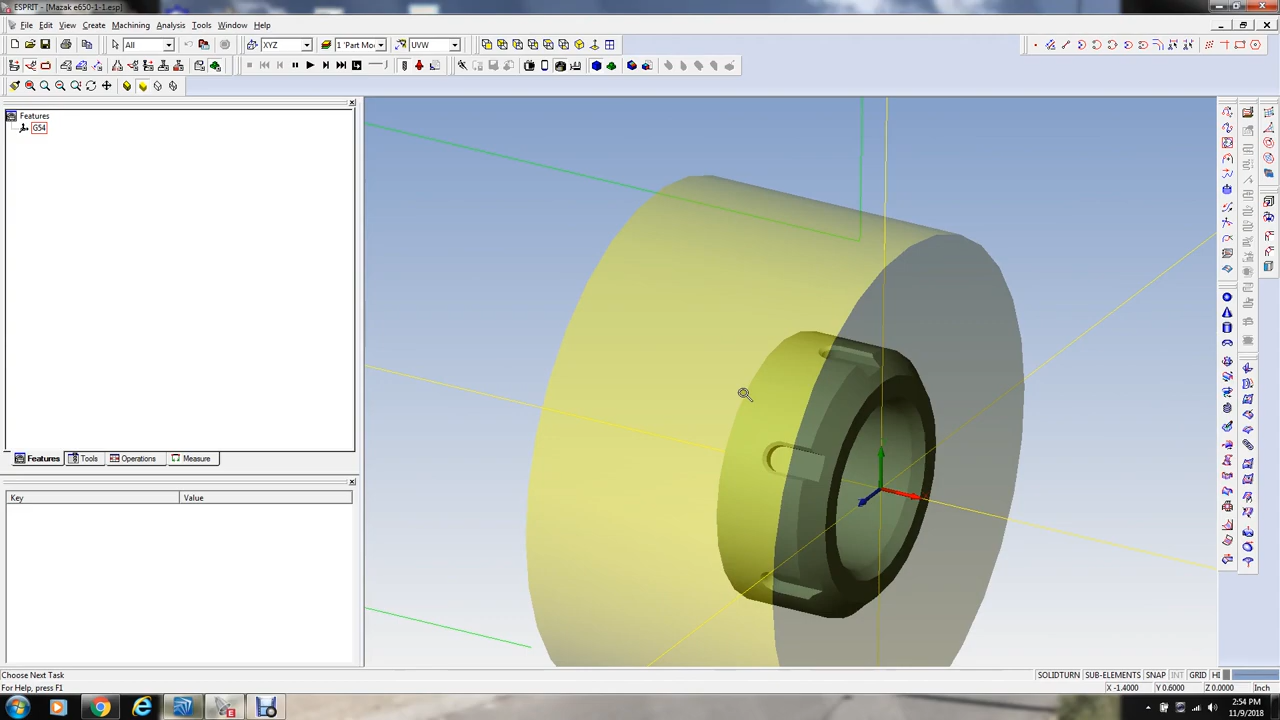 ESPRIT - [Mazak e650-1-1.esp]
File Edit View Create Machining Analysis Tools Window Help
All
XYZ
1 'Part Mo
UVW
Features
G54
Features Tools Operations Measure
Key Value
Choose Next Task
For Help, press F1
SOLIDTURN SUB-ELEMENTS SNAP INT GRID HI
X -1.4000 Y 0.6000 Z 0.0000 Inch
2:54 PM
11/9/2018